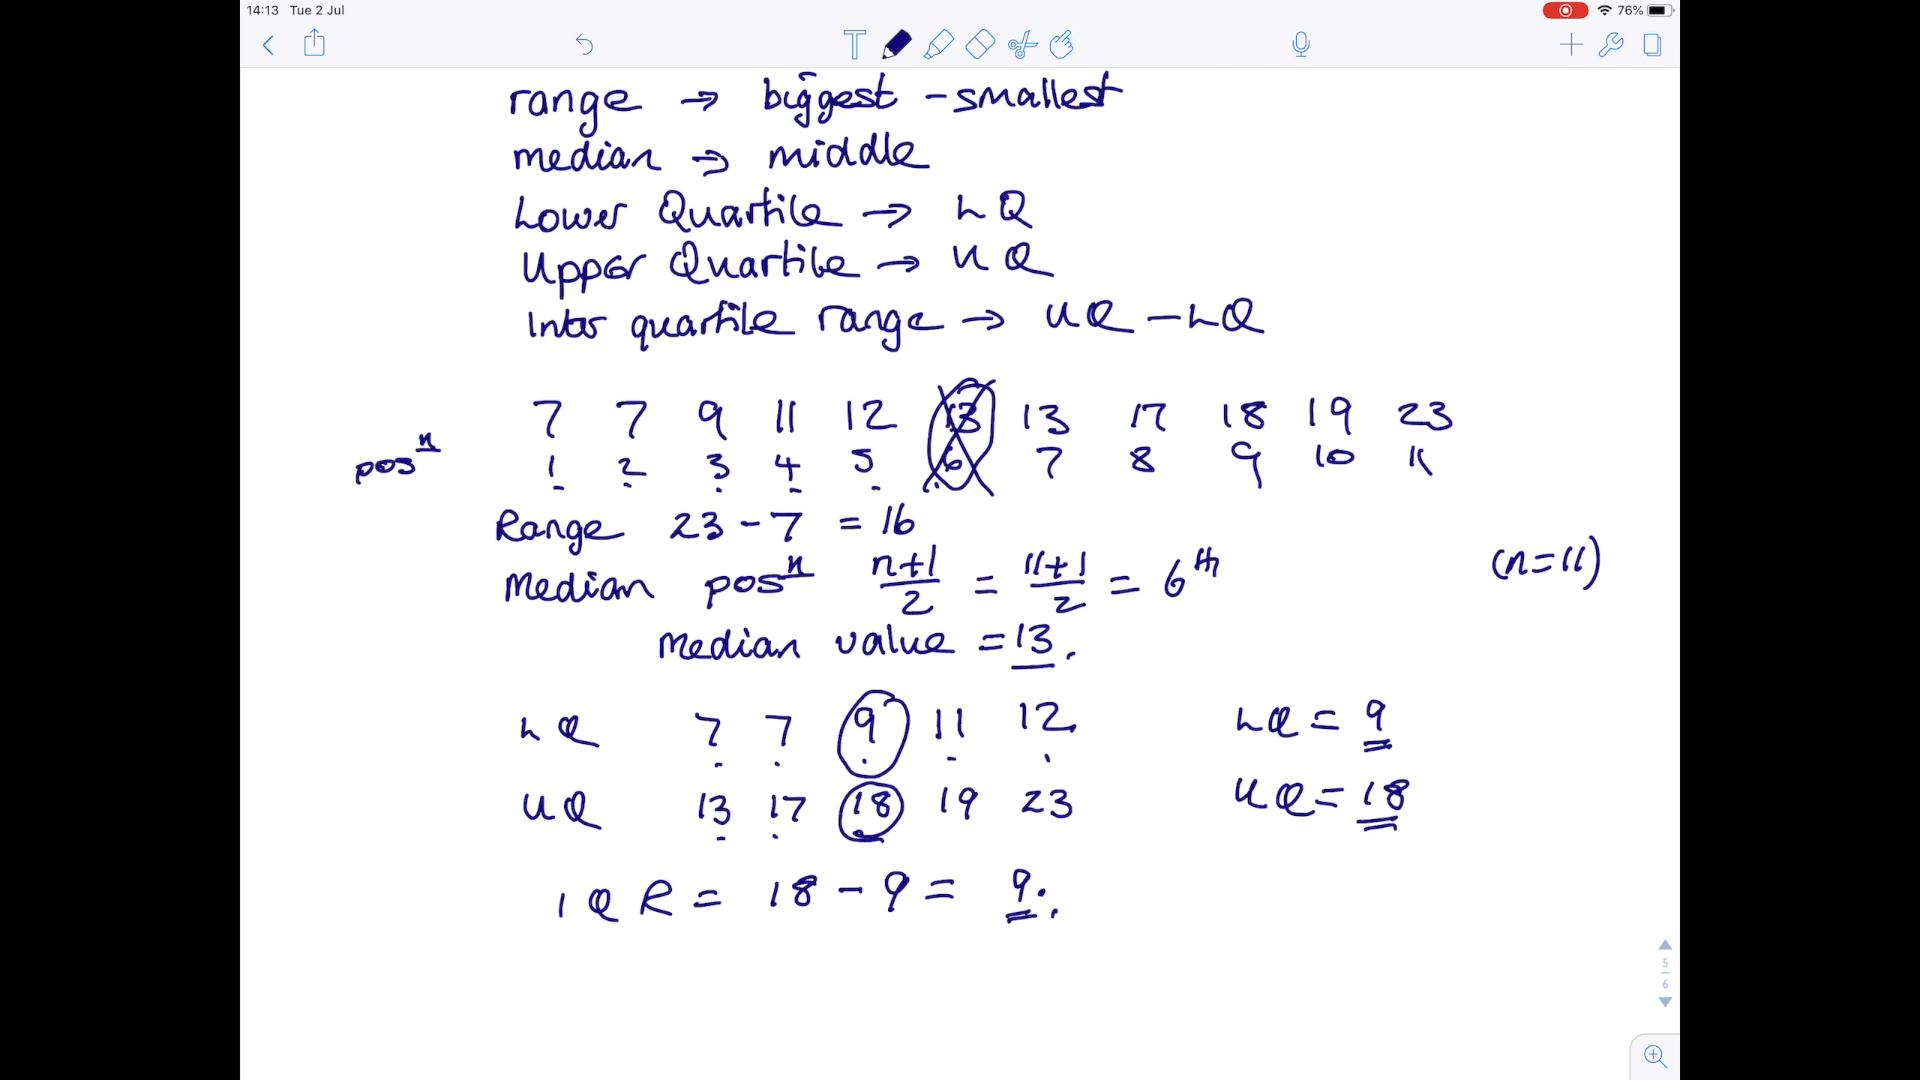 14:13 Tue 2 Jul 76%
T
range → biggest - smallest
median → middle
Lower Quartile → LQ
Upper Quartile → UQ
Inter quartile range → UQ - LQ
7 7 9 11 12 13 13 17 18 19 23
posⁿ 1 2 3 4 5 6 7 8 9 10 11
Range 23 - 7 = 16
Median posⁿ n+1/2 = 11+1/2 = 6th (n=11)
Median value = 13.
LQ 7 7 9 11 12 LQ = 9
UQ 13 17 18 19 23 UQ = 18
IQR = 18 - 9 = 9.
5
6